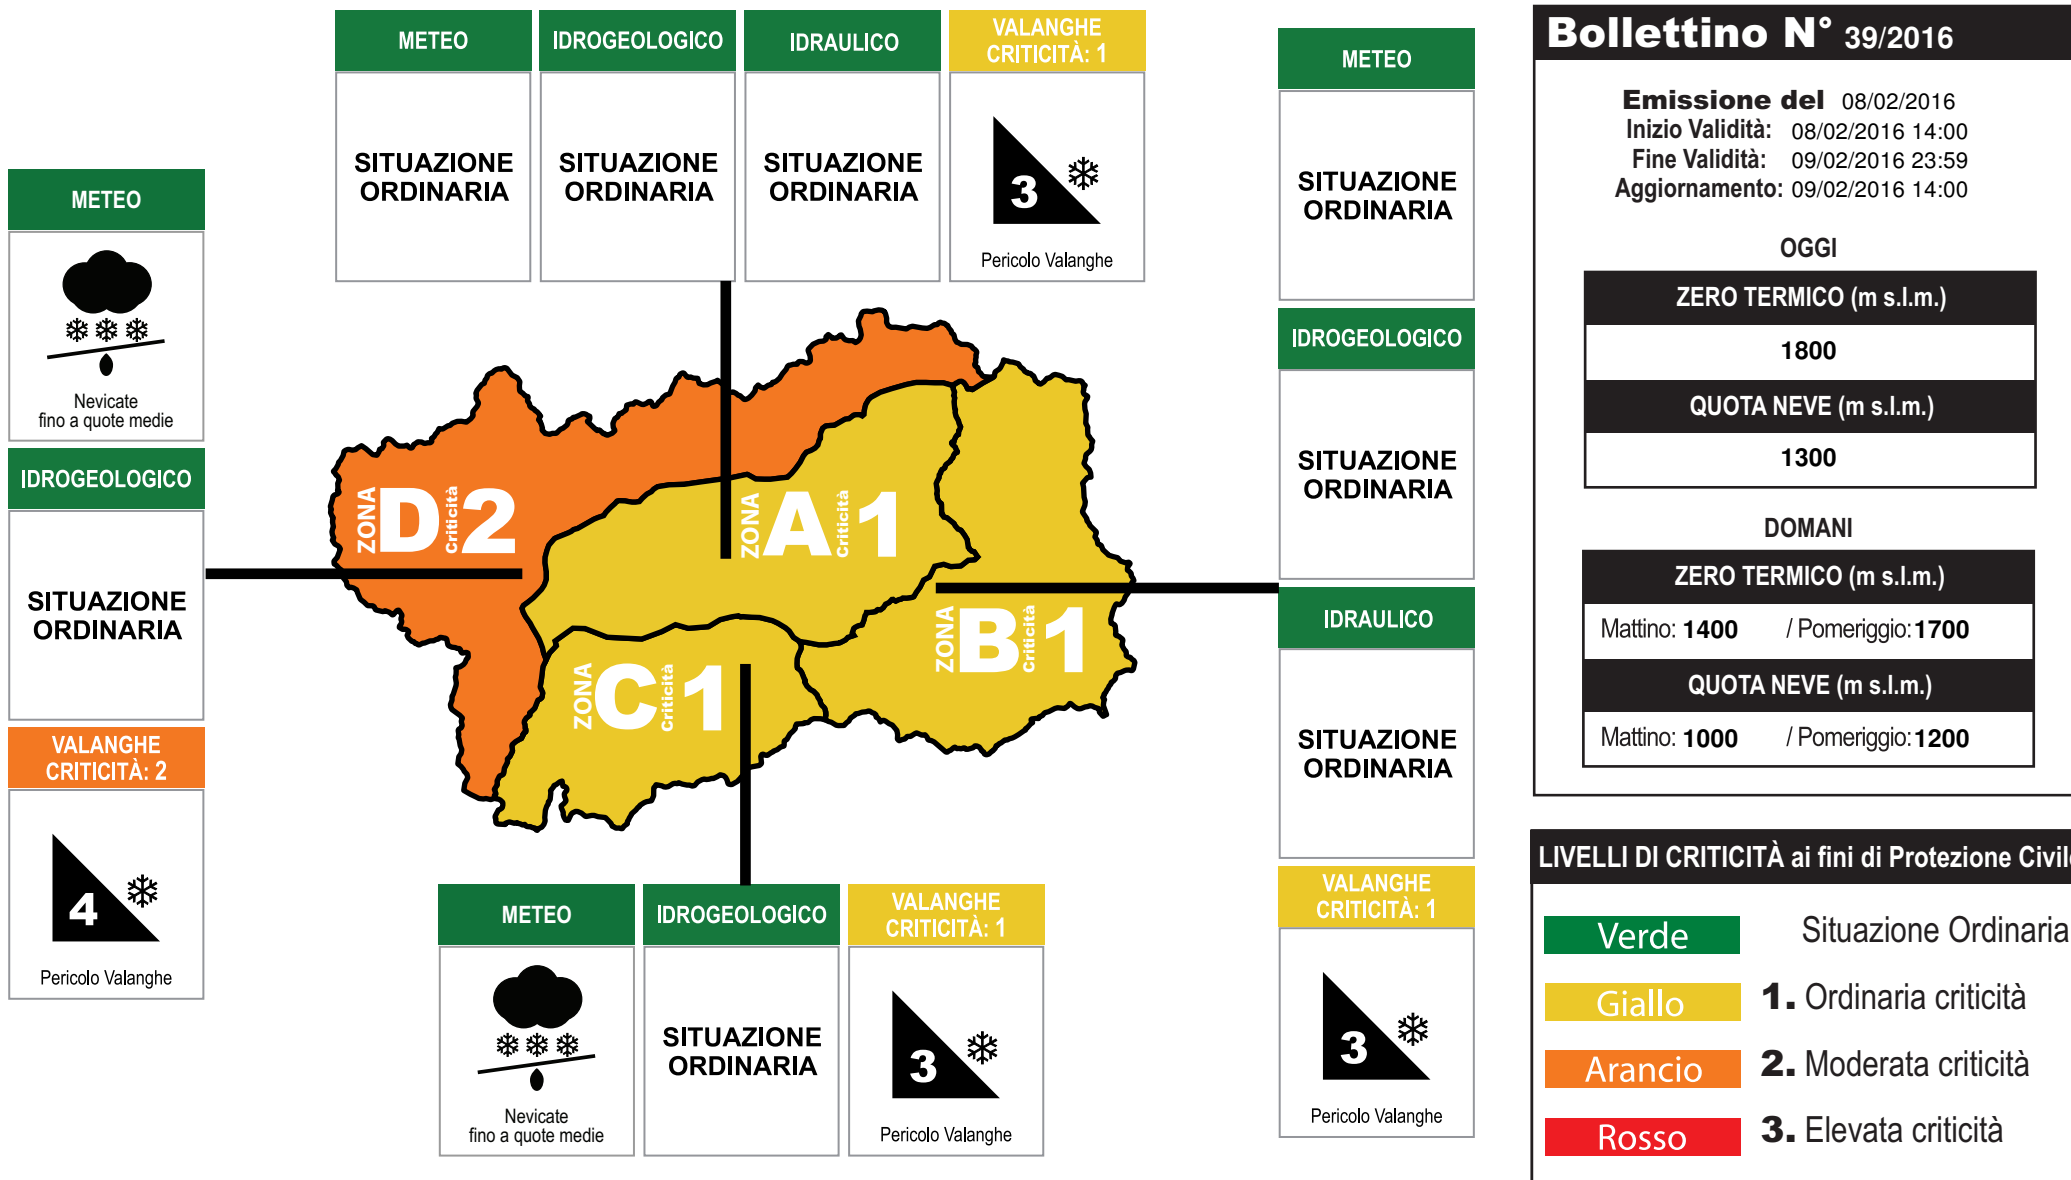 METEO
SITUAZIONE
ORDINARIA
IDROGEOLOGICO
SITUAZIONE
ORDINARIA
IDRAULICO
SITUAZIONE
ORDINARIA
VALANGHE
CRITICITÀ: 1
3
Pericolo Valanghe
METEO
Nevicate
fino a quote medie
IDROGEOLOGICO
SITUAZIONE
ORDINARIA
VALANGHE
CRITICITÀ: 2
4
Pericolo Valanghe
ZONA D Criticità 2
ZONA A Criticità 1
ZONA B Criticità 1
ZONA C Criticità 1
METEO
Nevicate
fino a quote medie
IDROGEOLOGICO
SITUAZIONE
ORDINARIA
VALANGHE
CRITICITÀ: 1
3
Pericolo Valanghe
METEO
SITUAZIONE
ORDINARIA
IDROGEOLOGICO
SITUAZIONE
ORDINARIA
IDRAULICO
SITUAZIONE
ORDINARIA
VALANGHE
CRITICITÀ: 1
3
Pericolo Valanghe
Bollettino N° 39/2016
Emissione del 08/02/2016
Inizio Validità: 08/02/2016 14:00
Fine Validità: 09/02/2016 23:59
Aggiornamento: 09/02/2016 14:00
OGGI
ZERO TERMICO (m s.l.m.)
1800
QUOTA NEVE (m s.l.m.)
1300
DOMANI
ZERO TERMICO (m s.l.m.)
Mattino: 1400 / Pomeriggio: 1700
QUOTA NEVE (m s.l.m.)
Mattino: 1000 / Pomeriggio: 1200
LIVELLI DI CRITICITÀ ai fini di Protezione Civile
Verde Situazione Ordinaria
Giallo 1. Ordinaria criticità
Arancio 2. Moderata criticità
Rosso 3. Elevata criticità